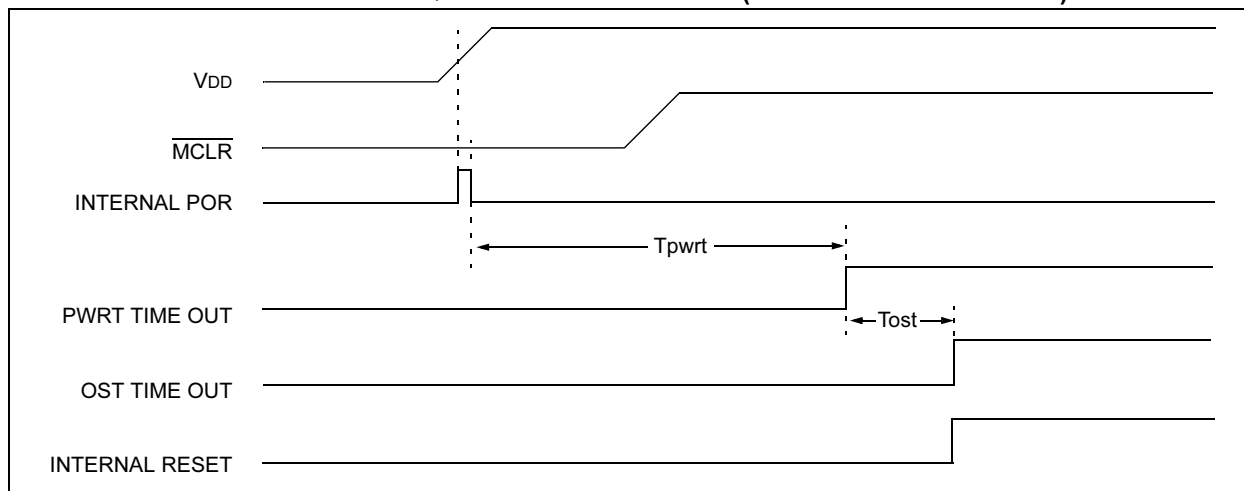 VDD
MCLR
INTERNAL POR
Tpwrt
PWRT TIME OUT
Tost
OST TIME OUT
INTERNAL RESET